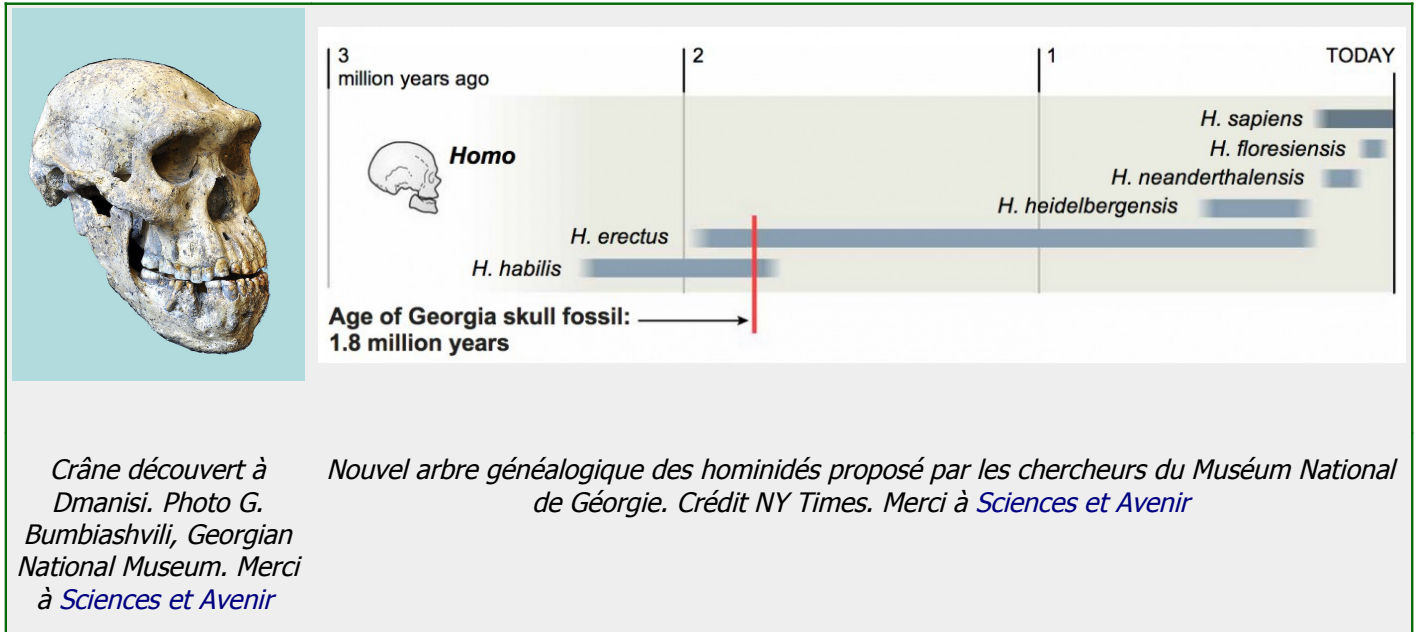 3
million years ago
2
1
TODAY
Homo
H. sapiens
H. floresiensis
H. neanderthalensis
H. heidelbergensis
H. erectus
H. habilis
Age of Georgia skull fossil:
1.8 million years
Crâne découvert à
Dmanisi. Photo G.
Bumbiashvili, Georgian
National Museum. Merci
à Sciences et Avenir
Nouvel arbre généalogique des hominidés proposé par les chercheurs du Muséum National
de Géorgie. Crédit NY Times. Merci à Sciences et Avenir